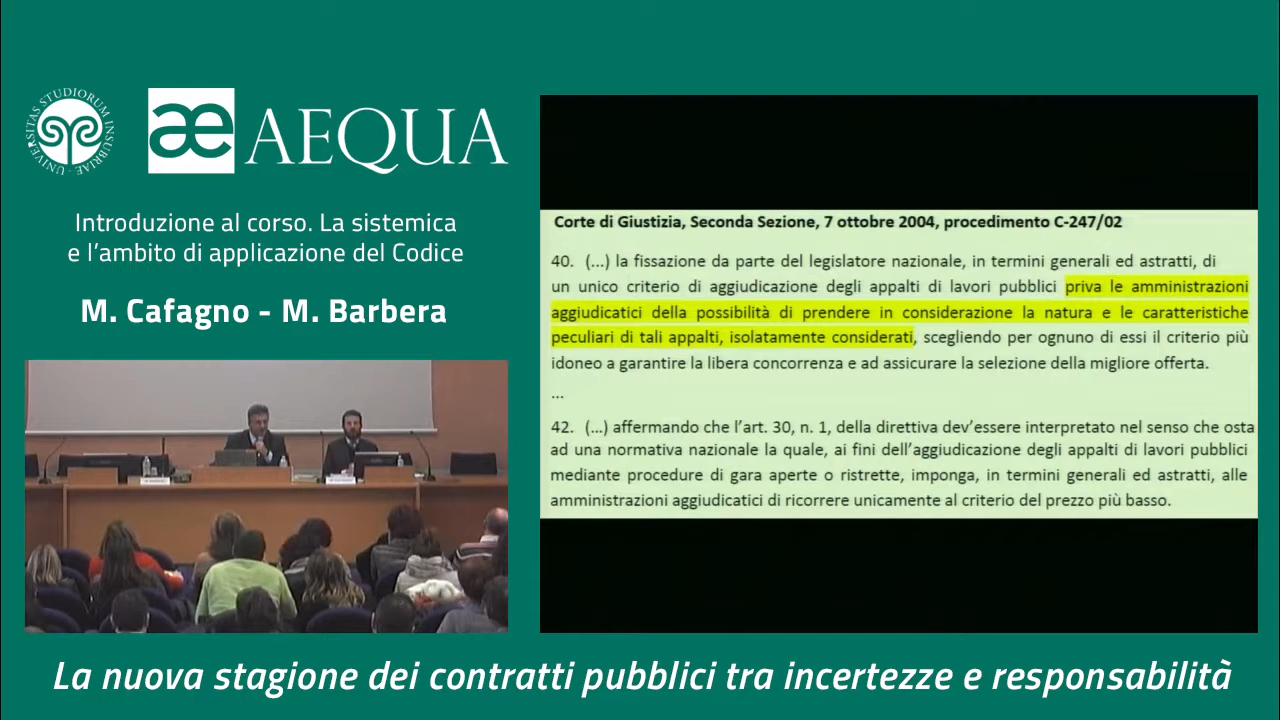 UNIVERSITAS STUDIORUM INSUBRIAE
æ AEQUA
Introduzione al corso. La sistemica
e l’ambito di applicazione del Codice
M. Cafagno - M. Barbera
Corte di Giustizia, Seconda Sezione, 7 ottobre 2004, procedimento C-247/02
40. (...) la fissazione da parte del legislatore nazionale, in termini generali ed astratti, di
un unico criterio di aggiudicazione degli appalti di lavori pubblici priva le amministrazioni
aggiudicatici della possibilità di prendere in considerazione la natura e le caratteristiche
peculiari di tali appalti, isolatamente considerati, scegliendo per ognuno di essi il criterio più
idoneo a garantire la libera concorrenza e ad assicurare la selezione della migliore offerta.
...
42. (...) affermando che l’art. 30, n. 1, della direttiva dev’essere interpretato nel senso che osta
ad una normativa nazionale la quale, ai fini dell’aggiudicazione degli appalti di lavori pubblici
mediante procedure di gara aperte o ristrette, imponga, in termini generali ed astratti, alle
amministrazioni aggiudicatici di ricorrere unicamente al criterio del prezzo più basso.
La nuova stagione dei contratti pubblici tra incertezze e responsabilità